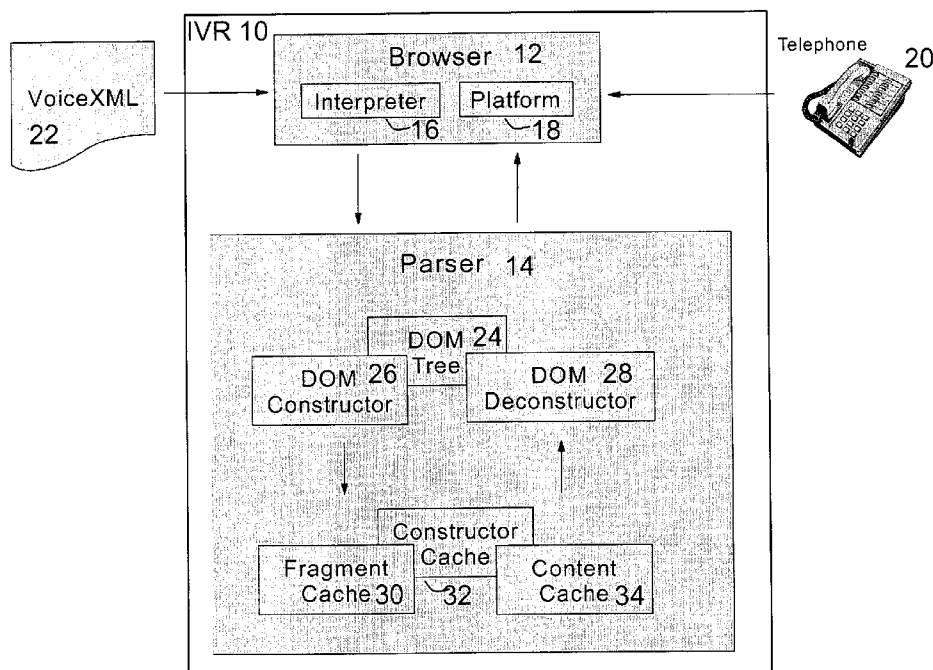 IVR 10
Browser 12
Interpreter
16
Platform
18
VoiceXML
22
Telephone
20
Parser 14
DOM 24
Tree
DOM 26
Constructor
DOM 28
Deconstructor
Constructor
Cache
32
Fragment
Cache 30
Content
Cache 34